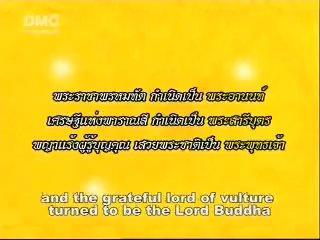 DMC
พระราชาพรหมทัต กำเนิดเป็น พระอานนท์
เศรษฐีแห่งพาราณสี กำเนิดเป็น พระสารีบุตร
พญาแร้งผู้รู้บุญคุณ เสวยพระชาติเป็น พระพุทธเจ้า
and the grateful lord of vulture
turned to be the Lord Buddha